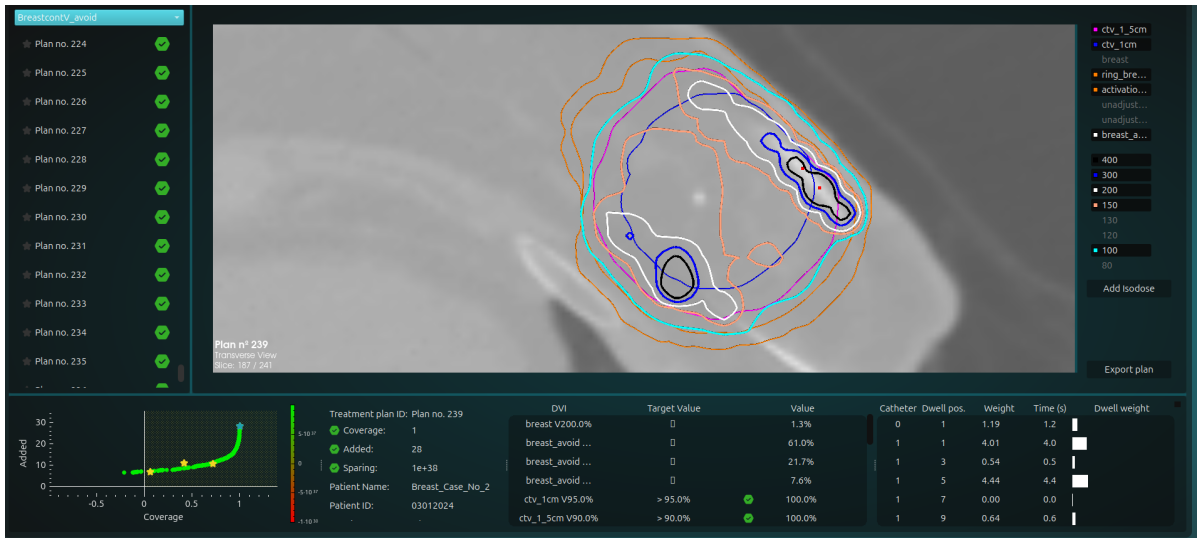 BreastcontV_avoid
Plan no. 224
Plan no. 225
Plan no. 226
Plan no. 227
Plan no. 228
Plan no. 229
Plan no. 230
Plan no. 231
Plan no. 232
Plan no. 233
Plan no. 234
Plan no. 235
Plan nº 239
Transverse View
Slice: 187 / 241
ctv_1_5cm
ctv_1cm
breast
ring_bre...
activatio...
unadjust...
unadjust...
breast_a...
400
300
200
150
130
120
100
80
Add Isodose
Export plan
Added
30
20
10
0
-0.5 0 0.5 1
Coverage
0
Treatment plan ID: Plan no. 239
Coverage: 1
Added: 28
Sparing: 1e+38
Patient Name: Breast_Case_No_2
Patient ID: 03012024
DVI Target Value Value
breast V200.0% 1.3%
breast_avoid ... 61.0%
breast_avoid ... 21.7%
breast_avoid ... 7.6%
ctv_1cm V95.0% > 95.0% 100.0%
ctv_1_5cm V90.0% > 90.0% 100.0%
Catheter Dwell pos. Weight Time (s) Dwell weight
0 1 1.19 1.2
1 1 4.01 4.0
1 3 0.54 0.5
1 5 4.44 4.4
1 7 0.00 0.0
1 9 0.64 0.6